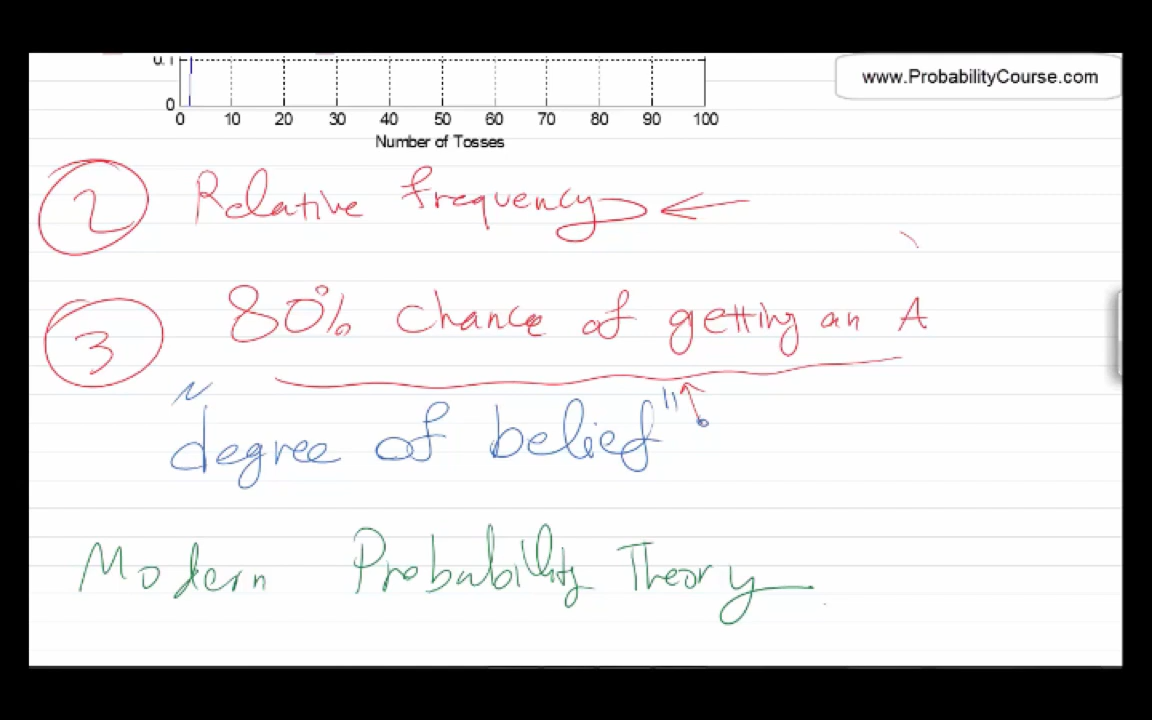 0.1
www.ProbabilityCourse.com
0
0 10 20 30 40 50 60 70 80 90 100
Number of Tosses
2 Relative frequency
3 80% chance of getting an A
"degree of belief"
Modern Probability Theory